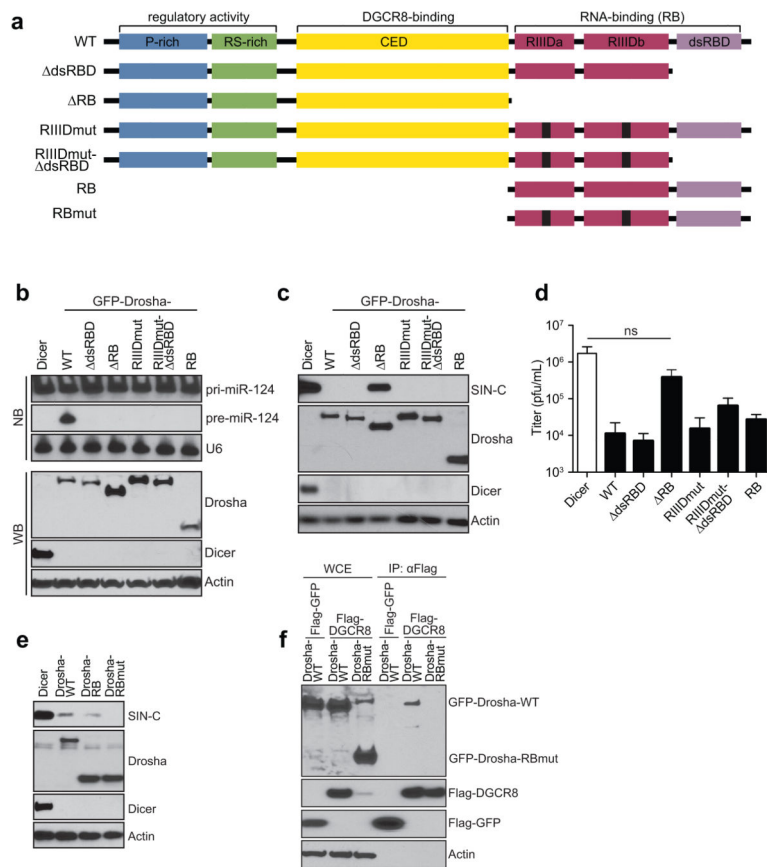 a
regulatory activity
DGCR8-binding
RNA-binding (RB)
WT
P-rich
RS-rich
CED
RIIIDa
RIIIDb
dsRBD
ΔdsRBD
ΔRB
RIIIDmut
RIIIDmut-
ΔdsRBD
RB
RBmut
b
GFP-Drosha-
Dicer
WT
ΔdsRBD
ΔRB
RIIIDmut
RIIIDmut-
ΔdsRBD
RB
NB
pri-miR-124
pre-miR-124
U6
WB
Drosha
Dicer
Actin
c
GFP-Drosha-
Dicer
WT
ΔdsRBD
ΔRB
RIIIDmut
RIIIDmut-
ΔdsRBD
RB
SIN-C
Drosha
Dicer
Actin
d
ns
Titer (pfu/mL)
10⁷
10⁶
10⁵
10⁴
10³
Dicer
WT
ΔdsRBD
ΔRB
RIIIDmut
RIIIDmut-
ΔdsRBD
RB
e
Dicer
Drosha-
WT
Drosha-
RB
Drosha-
RBmut
SIN-C
Drosha
Dicer
Actin
f
WCE
IP: αFlag
Flag-GFP
Flag-
DGCR8
Flag-GFP
Flag-
DGCR8
Drosha-
WT
Drosha-
WT
Drosha-
RBmut
Drosha-
WT
Drosha-
WT
Drosha-
RBmut
GFP-Drosha-WT
GFP-Drosha-RBmut
Flag-DGCR8
Flag-GFP
Actin